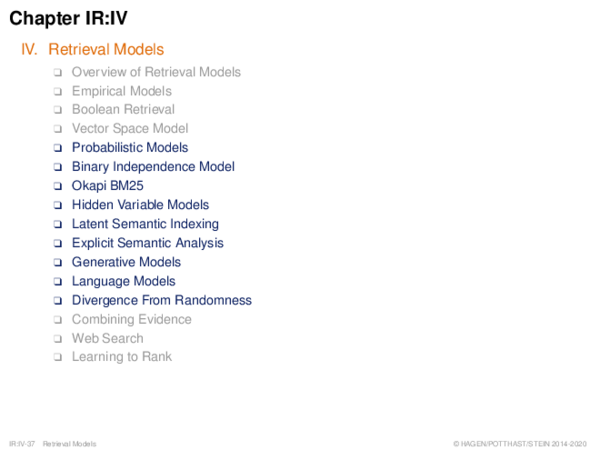 Chapter IR:IV
IV. Retrieval Models
❑ Overview of Retrieval Models
❑ Empirical Models
❑ Boolean Retrieval
❑ Vector Space Model
❑ Probabilistic Models
❑ Binary Independence Model
❑ Okapi BM25
❑ Hidden Variable Models
❑ Latent Semantic Indexing
❑ Explicit Semantic Analysis
❑ Generative Models
❑ Language Models
❑ Divergence From Randomness
❑ Combining Evidence
❑ Web Search
❑ Learning to Rank
IR:IV-37 Retrieval Models © HAGEN/POTTHAST/STEIN 2014-2020